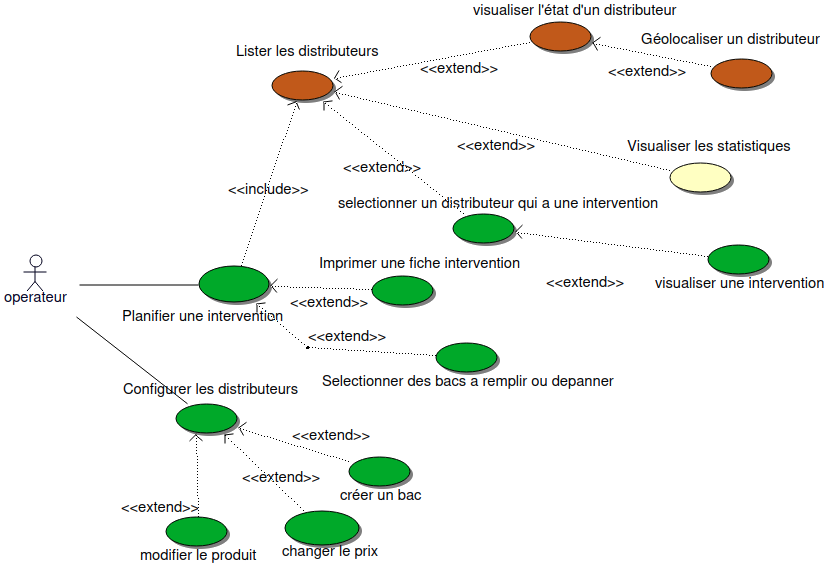 visualiser l'état d'un distributeur
Géolocaliser un distributeur
Lister les distributeurs
<<extend>>
<<extend>>
Visualiser les statistiques
<<extend>>
<<extend>>
<<include>>
selectionner un distributeur qui a une intervention
Imprimer une fiche intervention
visualiser une intervention
<<extend>>
operateur
<<extend>>
Planifier une intervention
<<extend>>
Selectionner des bacs a remplir ou depanner
Configurer les distributeurs
<<extend>>
<<extend>>
créer un bac
<<extend>>
modifier le produit
changer le prix